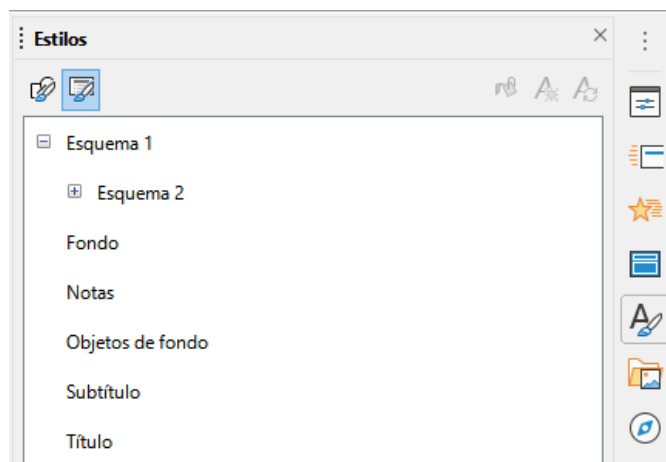 Estilos
Esquema 1
Esquema 2
Fondo
Notas
Objetos de fondo
Subtítulo
Título